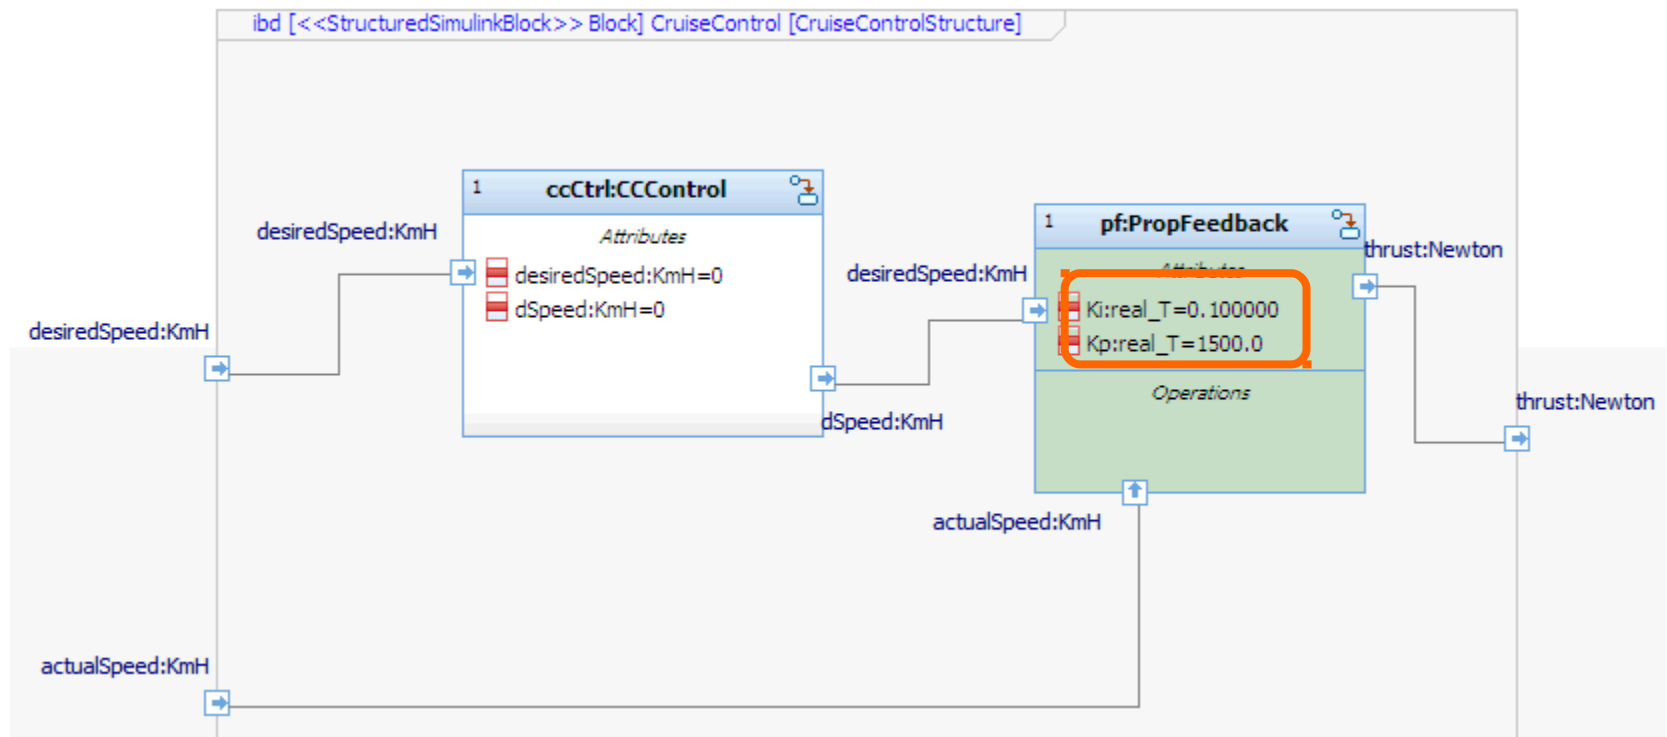 ibd [<<StructuredSimulinkBlock>> Block] CruiseControl [CruiseControlStructure]
1 ccCtrl:CCControl
desiredSpeed:KmH
Attributes
desiredSpeed:KmH=0
dSpeed:KmH=0
1 pf:PropFeedback
thrust:Newton
desiredSpeed:KmH
Attributes
Ki:real_T=0.100000
Kp:real_T=1500.0
Operations
desiredSpeed:KmH
dSpeed:KmH
thrust:Newton
actualSpeed:KmH
actualSpeed:KmH